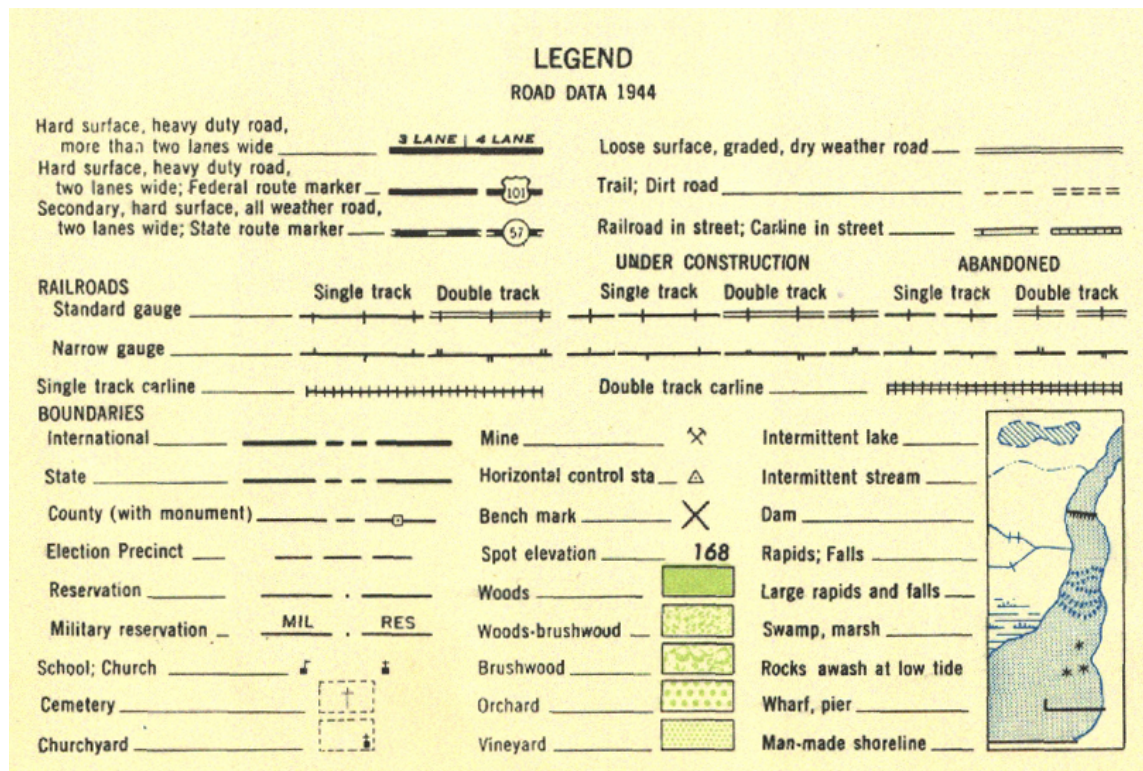 LEGEND
ROAD DATA 1944
Hard surface, heavy duty road,
more than two lanes wide
3 LANE | 4 LANE
Hard surface, heavy duty road,
two lanes wide; Federal route marker
101
Secondary, hard surface, all weather road,
two lanes wide; State route marker
57
Loose surface, graded, dry weather road
Trail; Dirt road
Railroad in street; Carline in street
UNDER CONSTRUCTION ABANDONED
RAILROADS Single track Double track Single track Double track Single track Double track
Standard gauge
Narrow gauge
Single track carline Double track carline
BOUNDARIES
International
State
County (with monument)
Election Precinct
Reservation
Military reservation MIL . RES
School; Church
Cemetery
Churchyard
Mine
Horizontal control sta
Bench mark
Spot elevation 168
Woods
Woods-brushwood
Brushwood
Orchard
Vineyard
Intermittent lake
Intermittent stream
Dam
Rapids; Falls
Large rapids and falls
Swamp, marsh
Rocks awash at low tide
Wharf, pier
Man-made shoreline